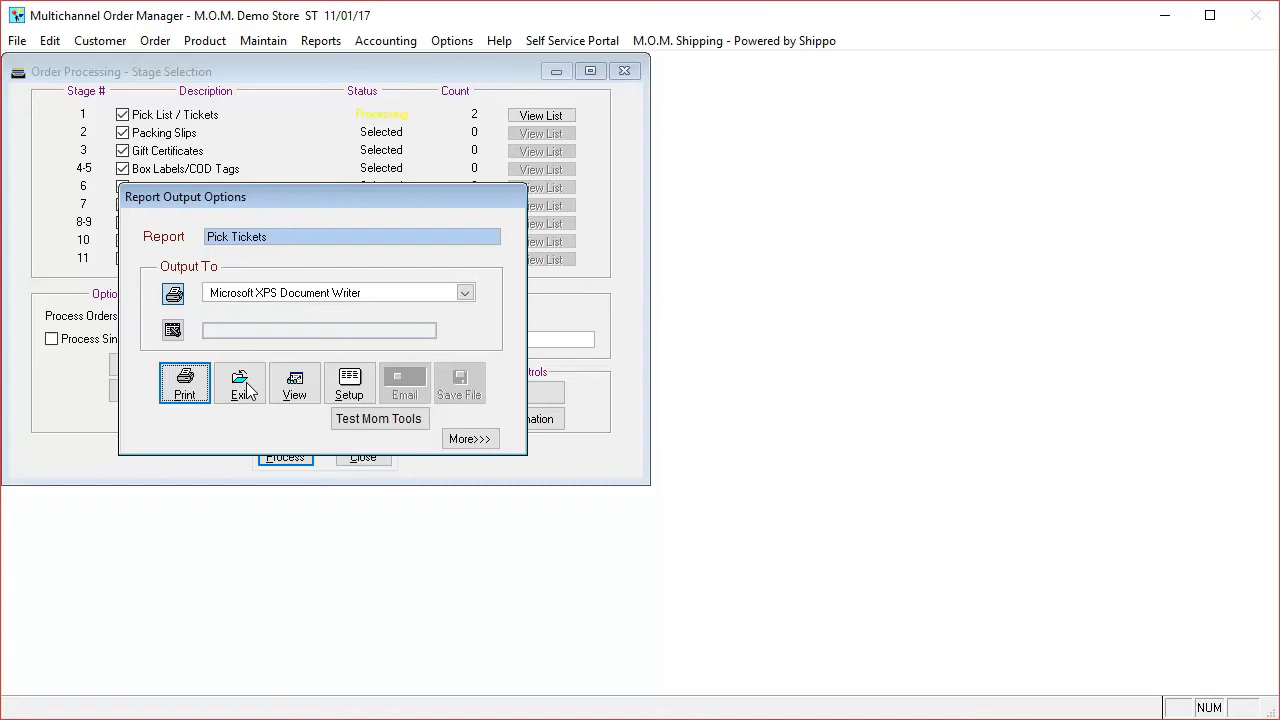 Multichannel Order Manager - M.O.M. Demo Store ST 11/01/17
File Edit Customer Order Product Maintain Reports Accounting Options Help Self Service Portal M.O.M. Shipping - Powered by Shippo
Order Processing - Stage Selection
Stage # Description Status Count
1 Pick List / Tickets Processing 2 View List
2 Packing Slips Selected 0 View List
3 Gift Certificates Selected 0 View List
4-5 Box Labels/COD Tags Selected 0 View List
6 View List
7 View List
8-9 View List
10 View List
11 View List
Report Output Options
Report Pick Tickets
Output To
Microsoft XPS Document Writer
Print Exit View Setup Email Save File
Test Mom Tools
More>>>
Process Orders
Process Sin
Process Close
NUM